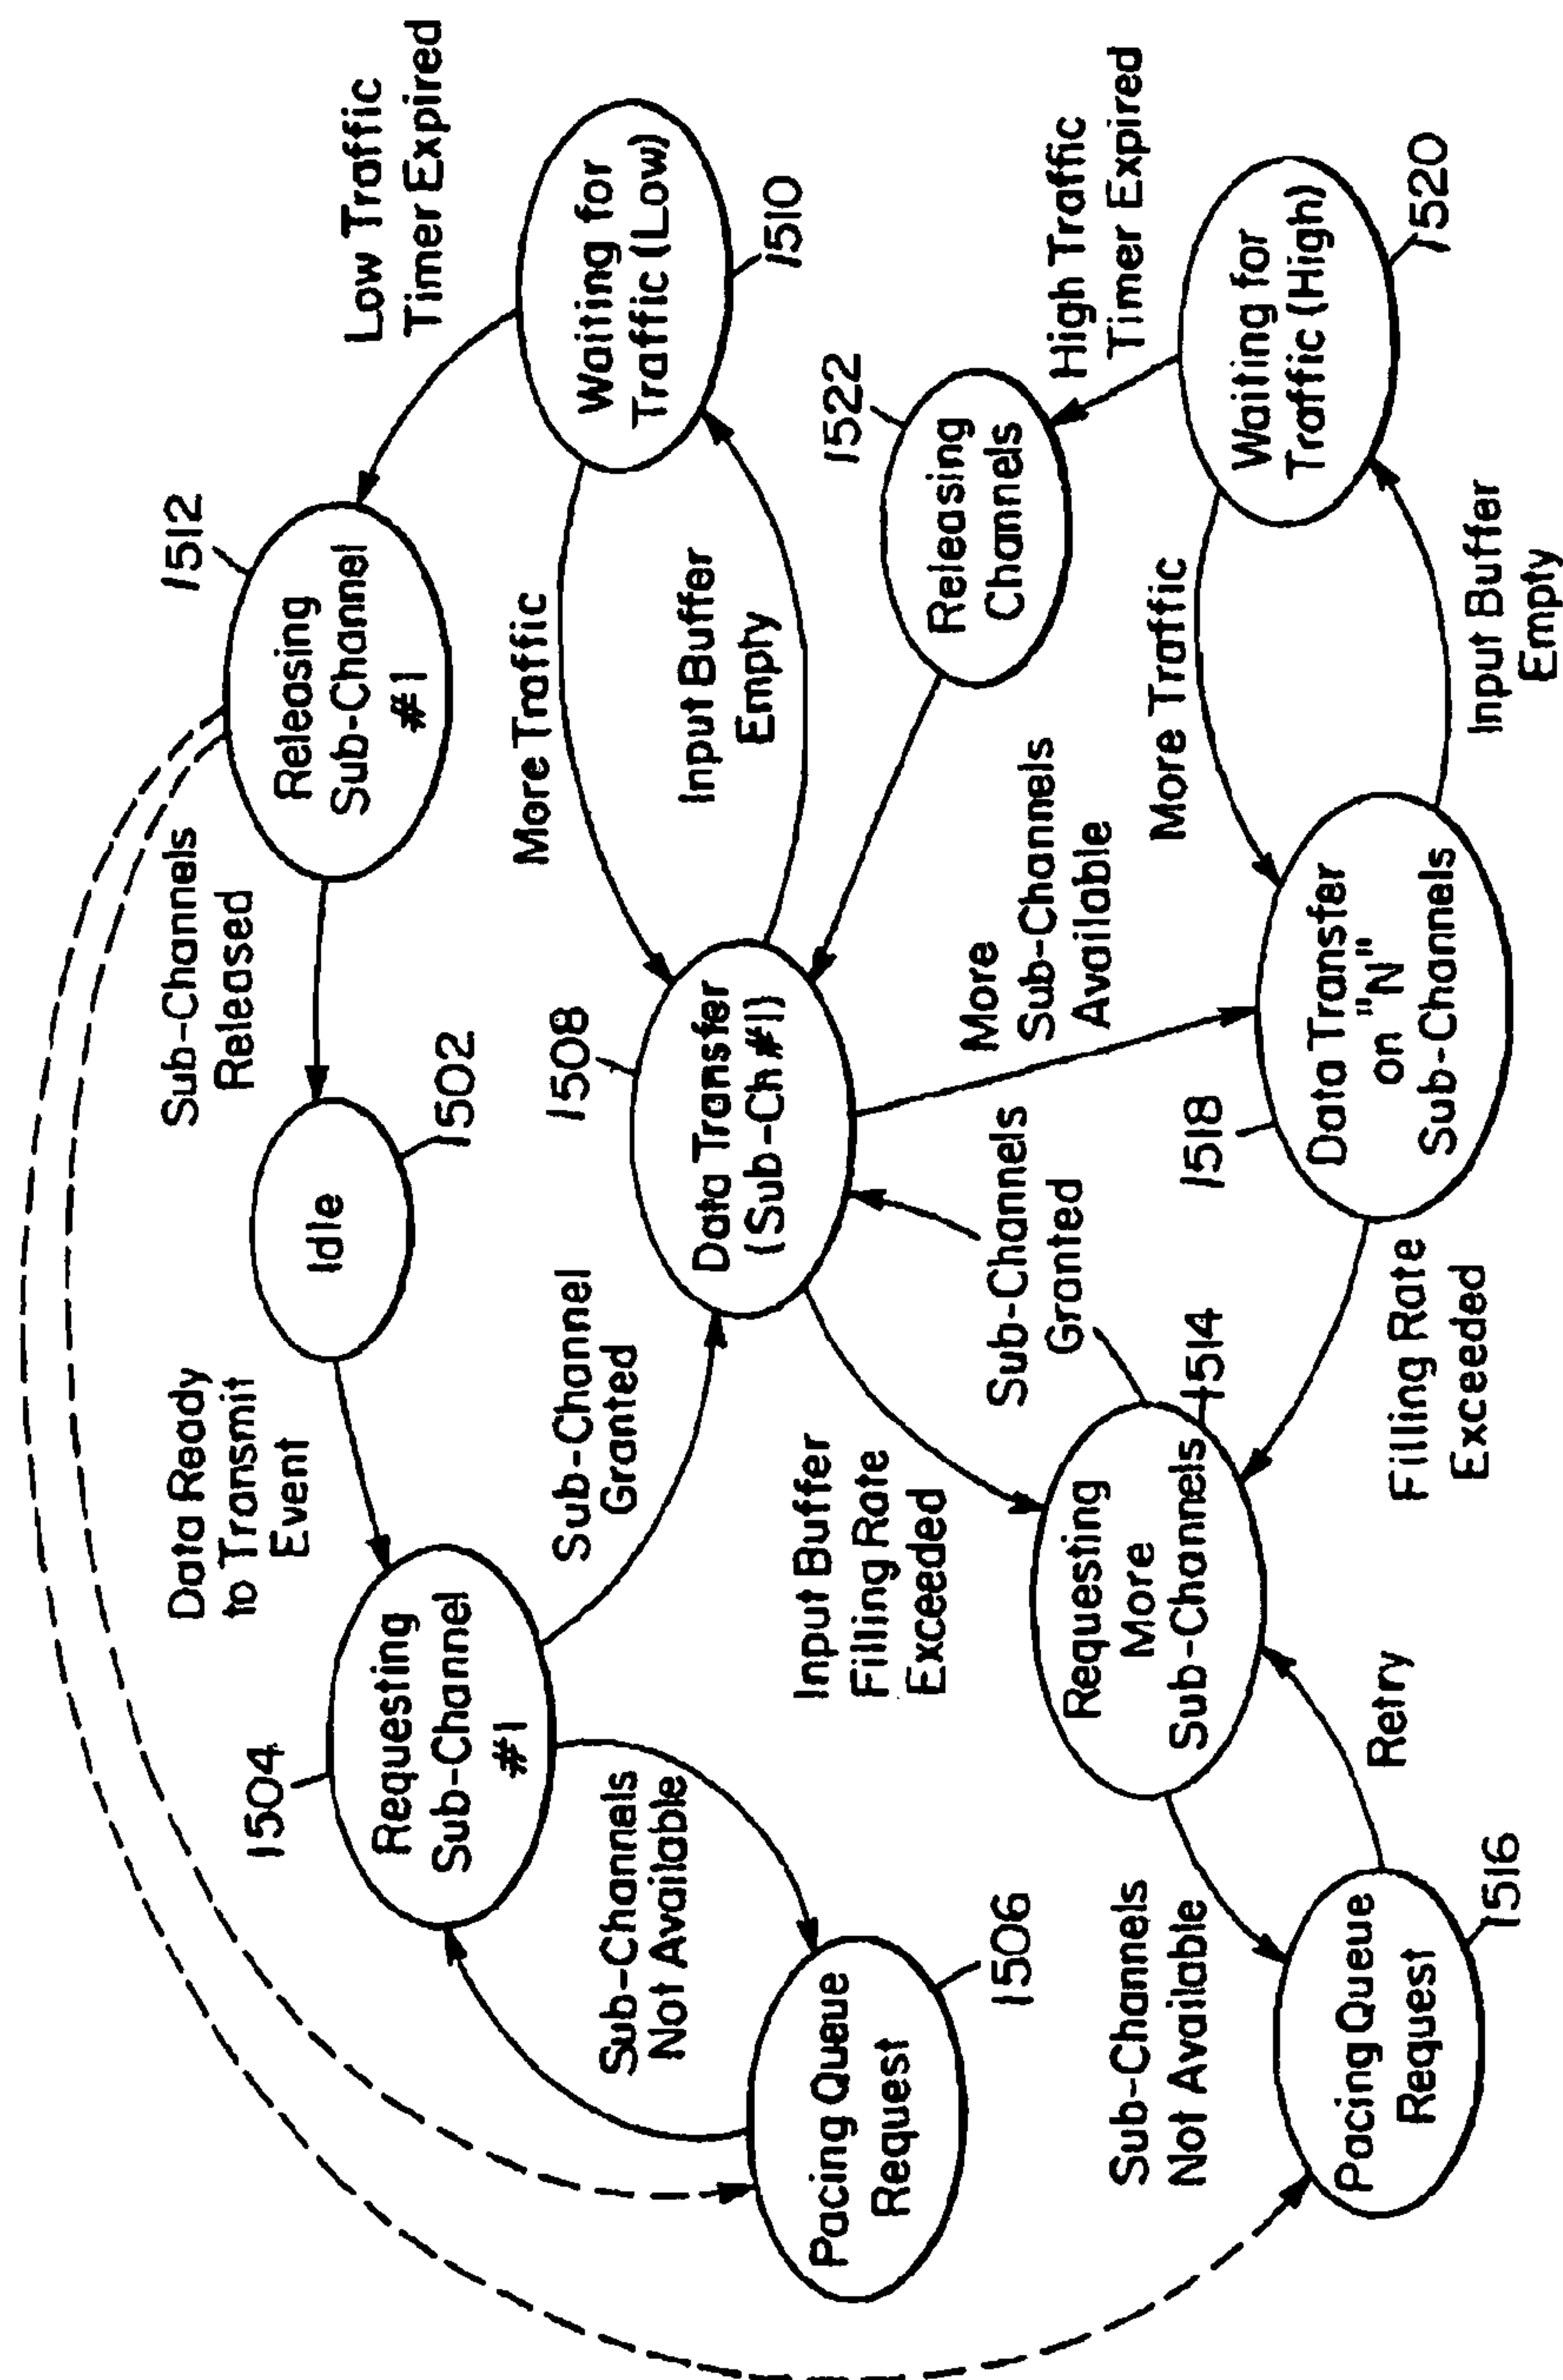 Data Ready
to Transmit
Event
Sub-Channels
Released
1512
Low Traffic
Timer Expired
1504
Requesting
Sub-Channel
#1
Idle
1502
Releasing
Sub-Channel
#1
Waiting for
Traffic (Low)
1510
Sub-Channels
Not Available
Sub-Channel
Granted
1508
More Traffic
Input Buffer
Empty
Pacing Queue
Request
1506
Data Transfer
(Sub-Ch#1)
Input Buffer
Filling Rate
Exceeded
Sub-Channels
Granted
More
Sub-Channels
Available
1522
Releasing
Channels
High Traffic
Timer Expired
Sub-Channels
Not Available
Requesting
More
Sub-Channels
1514
1518
More Traffic
Waiting for
Traffic (High)
1520
Pacing Queue
Request
1516
Retry
Filling Rate
Exceeded
Data Transfer
on "N"
Sub-Channels
Input Buffer
Empty